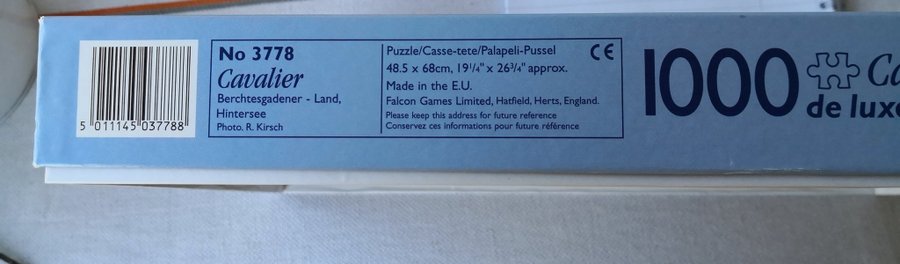 5 011145 037788
No 3778
Cavalier
Berchtesgadener - Land,
Hintersee
Photo. R. Kirsch
Puzzle/Casse-tete/Palapeli-Pussel
48.5 x 68cm, 19¼" x 26¾" approx.
Made in the E.U.
Falcon Games Limited, Hatfield, Herts, England.
Please keep this address for future reference
Conservez ces informations pour future référence
CE
1000
de luxe